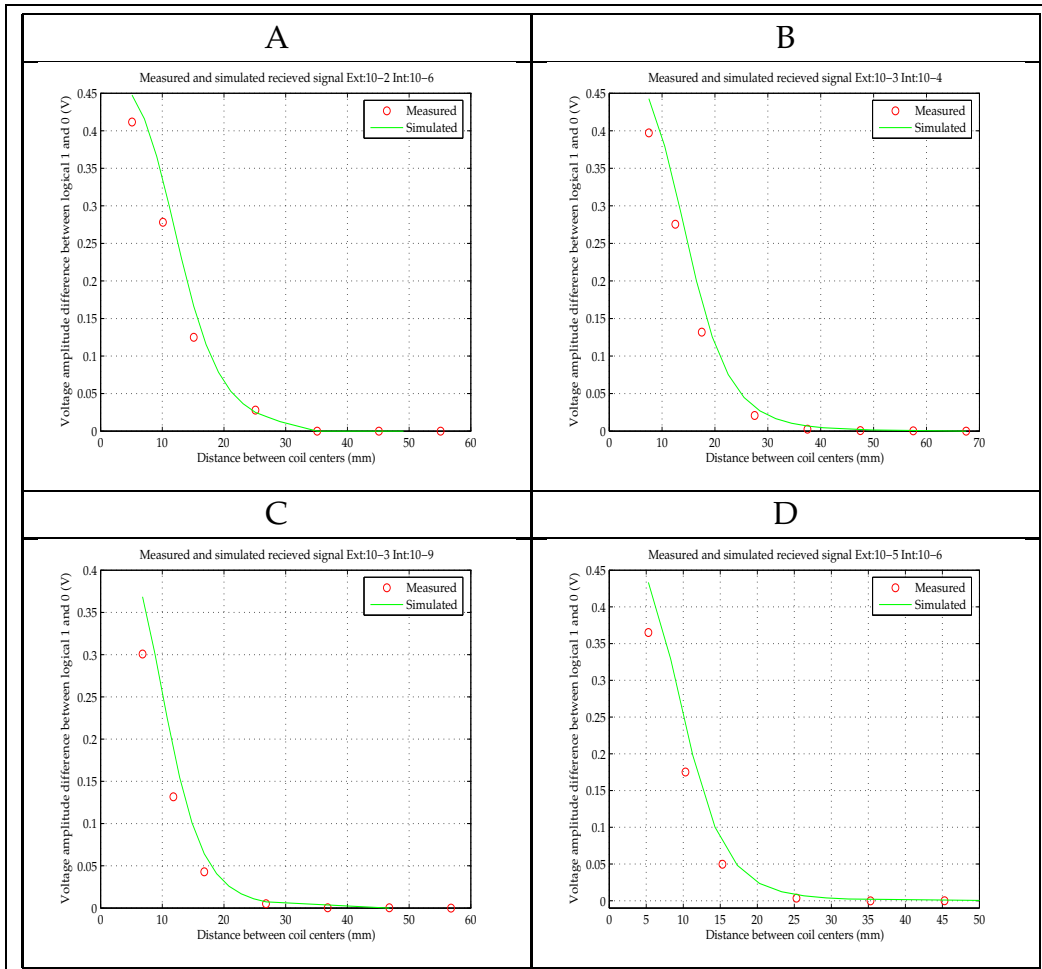 A
B
Measured and simulated recieved signal Ext:10−2 Int:10−6
Voltage amplitude difference between logical 1 and 0 (V)
0.45
0.4
0.35
0.3
0.25
0.2
0.15
0.1
0.05
0
0 10 20 30 40 50 60
Distance between coil centers (mm)
Measured
Simulated
Measured and simulated recieved signal Ext:10−3 Int:10−4
Voltage amplitude difference between logical 1 and 0 (V)
0.45
0.4
0.35
0.3
0.25
0.2
0.15
0.1
0.05
0
0 10 20 30 40 50 60 70
Distance between coil centers (mm)
Measured
Simulated
C
D
Measured and simulated recieved signal Ext:10−3 Int:10−9
Voltage amplitude difference between logical 1 and 0 (V)
0.4
0.35
0.3
0.25
0.2
0.15
0.1
0.05
0
0 10 20 30 40 50 60
Distance between coil centers (mm)
Measured
Simulated
Measured and simulated recieved signal Ext:10−5 Int:10−6
Voltage amplitude difference between logical 1 and 0 (V)
0.45
0.4
0.35
0.3
0.25
0.2
0.15
0.1
0.05
0
0 5 10 15 20 25 30 35 40 45 50
Distance between coil centers (mm)
Measured
Simulated